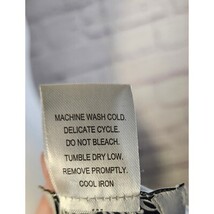 MACHINE WASH COLD.
DELICATE CYCLE.
DO NOT BLEACH.
TUMBLE DRY LOW,
REMOVE PROMPTLY.
COOL IRON